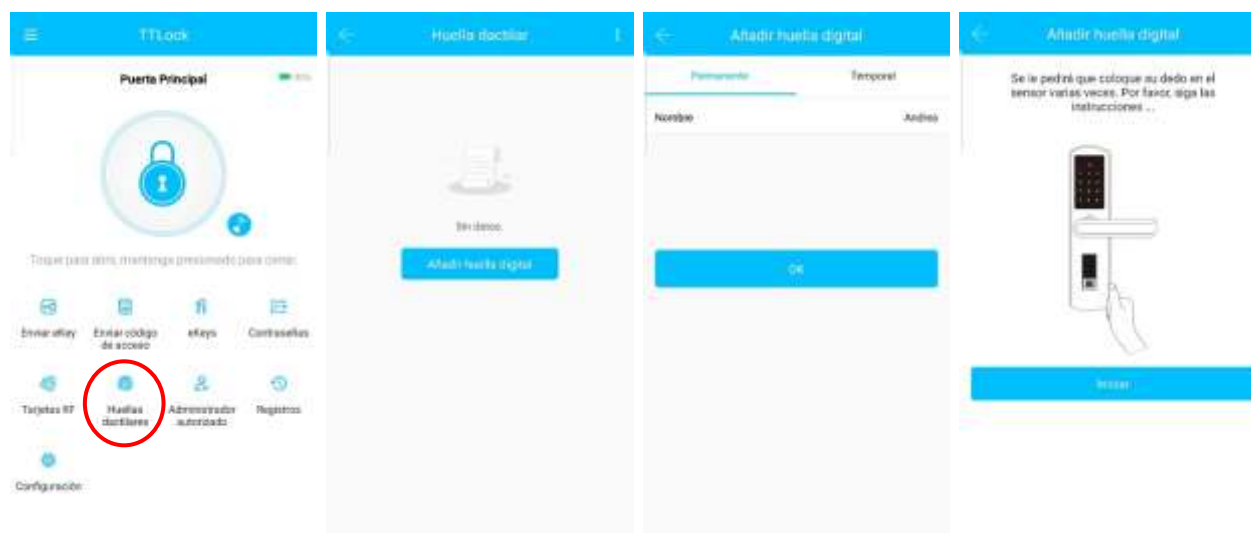 TTLock
Puerta Principal
Toque para abrir, mantenga presionado para cerrar.
Enviar eKey
Enviar código
de acceso
eKeys
Contraseñas
Tarjetas RF
Huellas
dactilares
Administrador
autorizado
Registros
Configuración
Huella dactilar
Sin datos.
Añadir huella digital
Añadir huella digital
Permanente
Temporal
Nombre
Andrea
OK
Añadir huella digital
Se le pedirá que coloque su dedo en el
sensor varias veces. Por favor, siga las
instrucciones ...
Iniciar